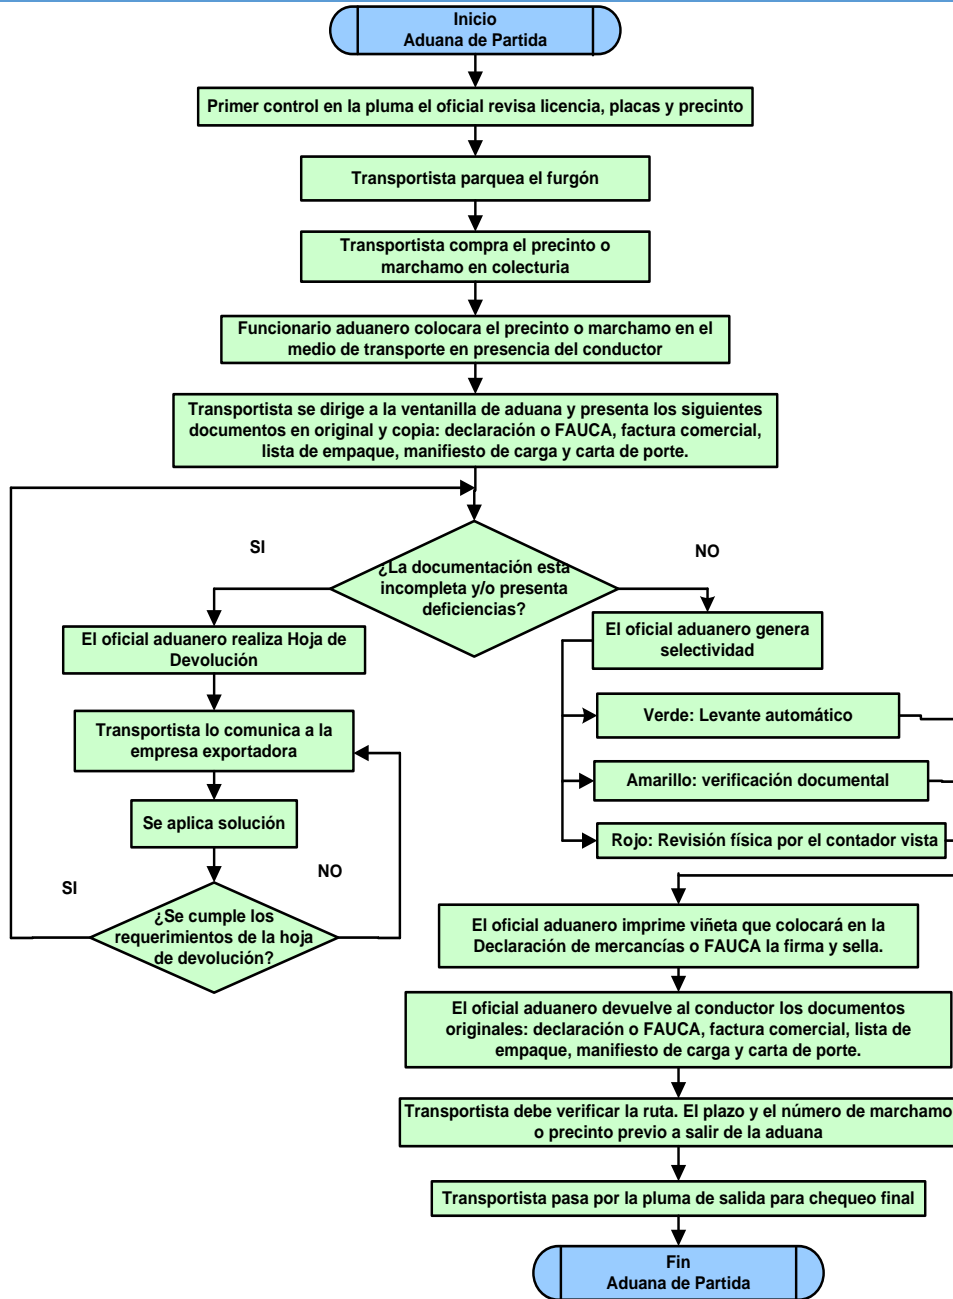 Inicio
Aduana de Partida
Primer control en la pluma el oficial revisa licencia, placas y precinto
Transportista parquea el furgón
Transportista compra el precinto o
marchamo en colecturia
Funcionario aduanero colocara el precinto o marchamo en el
medio de transporte en presencia del conductor
Transportista se dirige a la ventanilla de aduana y presenta los siguientes
documentos en original y copia: declaración o FAUCA, factura comercial,
lista de empaque, manifiesto de carga y carta de porte.
SI
NO
¿La documentación esta
incompleta y/o presenta
deficiencias?
El oficial aduanero realiza Hoja de
Devolución
Transportista lo comunica a la
empresa exportadora
Se aplica solución
SI
NO
¿Se cumple los
requerimientos de la hoja
de devolución?
El oficial aduanero genera
selectividad
Verde: Levante automático
Amarillo: verificación documental
Rojo: Revisión física por el contador vista
El oficial aduanero imprime viñeta que colocará en la
Declaración de mercancías o FAUCA la firma y sella.
El oficial aduanero devuelve al conductor los documentos
originales: declaración o FAUCA, factura comercial, lista de
empaque, manifiesto de carga y carta de porte.
Transportista debe verificar la ruta. El plazo y el número de marchamo
o precinto previo a salir de la aduana
Transportista pasa por la pluma de salida para chequeo final
Fin
Aduana de Partida